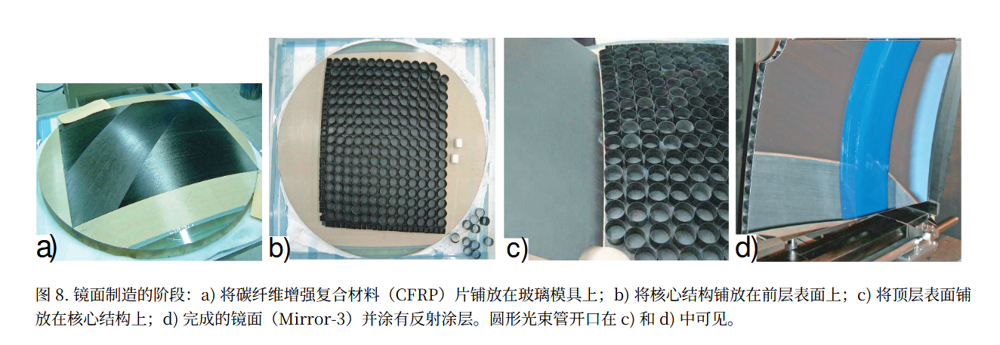 a)
b)
c)
d)
图 8. 镜面制造的阶段：a) 将碳纤维增强复合材料（CFRP）片铺放在玻璃模具上；b) 将核心结构铺放在前层表面上；c) 将顶层表面铺
放在核心结构上；d) 完成的镜面（Mirror-3）并涂有反射涂层。圆形光束管开口在 c) 和 d) 中可见。